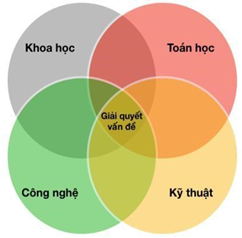 Khoa học
Toán học
Giải quyết
vấn đề
Công nghệ
Kỹ thuật